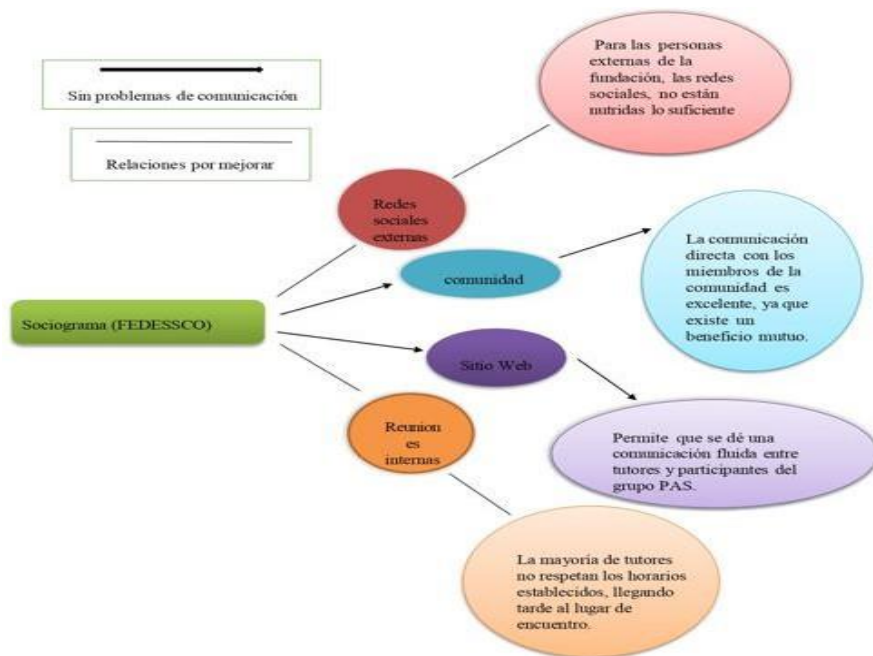 Sin problemas de comunicación
Relaciones por mejorar
Para las personas
externas de la
fundación, las redes
sociales, no están
nutridas lo suficiente
Redes
sociales
externas
comunidad
La comunicación
directa con los
miembros de la
comunidad es
excelente, ya que
existe un
beneficio mutuo.
Sociograma (FEDESSCO)
Sitio Web
Permite que se dé una
comunicación fluida entre
tutores y participantes del
grupo PAS.
Reunion
es
internas
La mayoría de tutores
no respetan los horarios
establecidos, llegando
tarde al lugar de
encuentro.